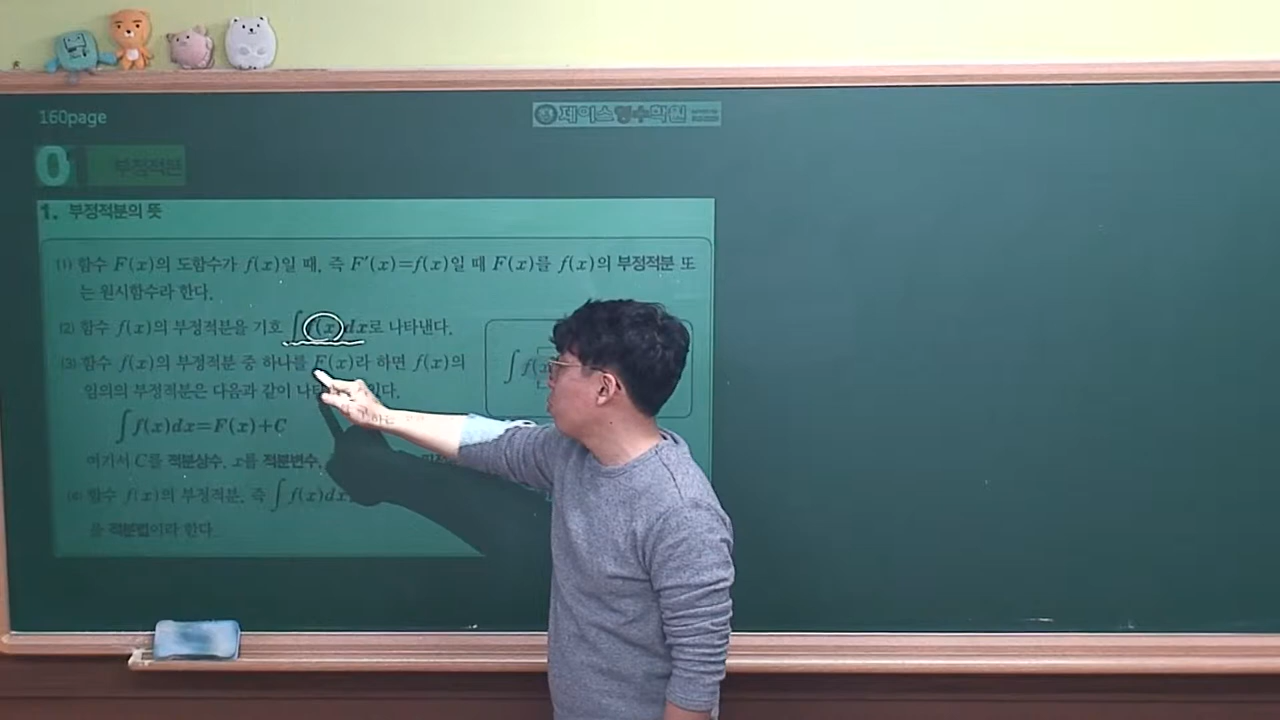 160page
제이스영수학원
0
부정적분
1. 부정적분의 뜻
(1) 함수 F(x)의 도함수가 f(x)일 때, 즉 F′(x)=f(x)일 때 F(x)를 f(x)의 부정적분 또
는 원시함수라 한다.
(2) 함수 f(x)의 부정적분을 기호 ∫f(x)dx로 나타낸다.
(3) 함수 f(x)의 부정적분 중 하나를 F(x)라 하면 f(x)의
∫f(x
임의의 부정적분은 다음과 같이
∫f(x)dx=F(x)+C
여기서 C를 적분상수, x를 적분변수,
(4) 함수 f(x)의 부정적분, 즉 ∫f(x)dx
을 적분법이라 한다.